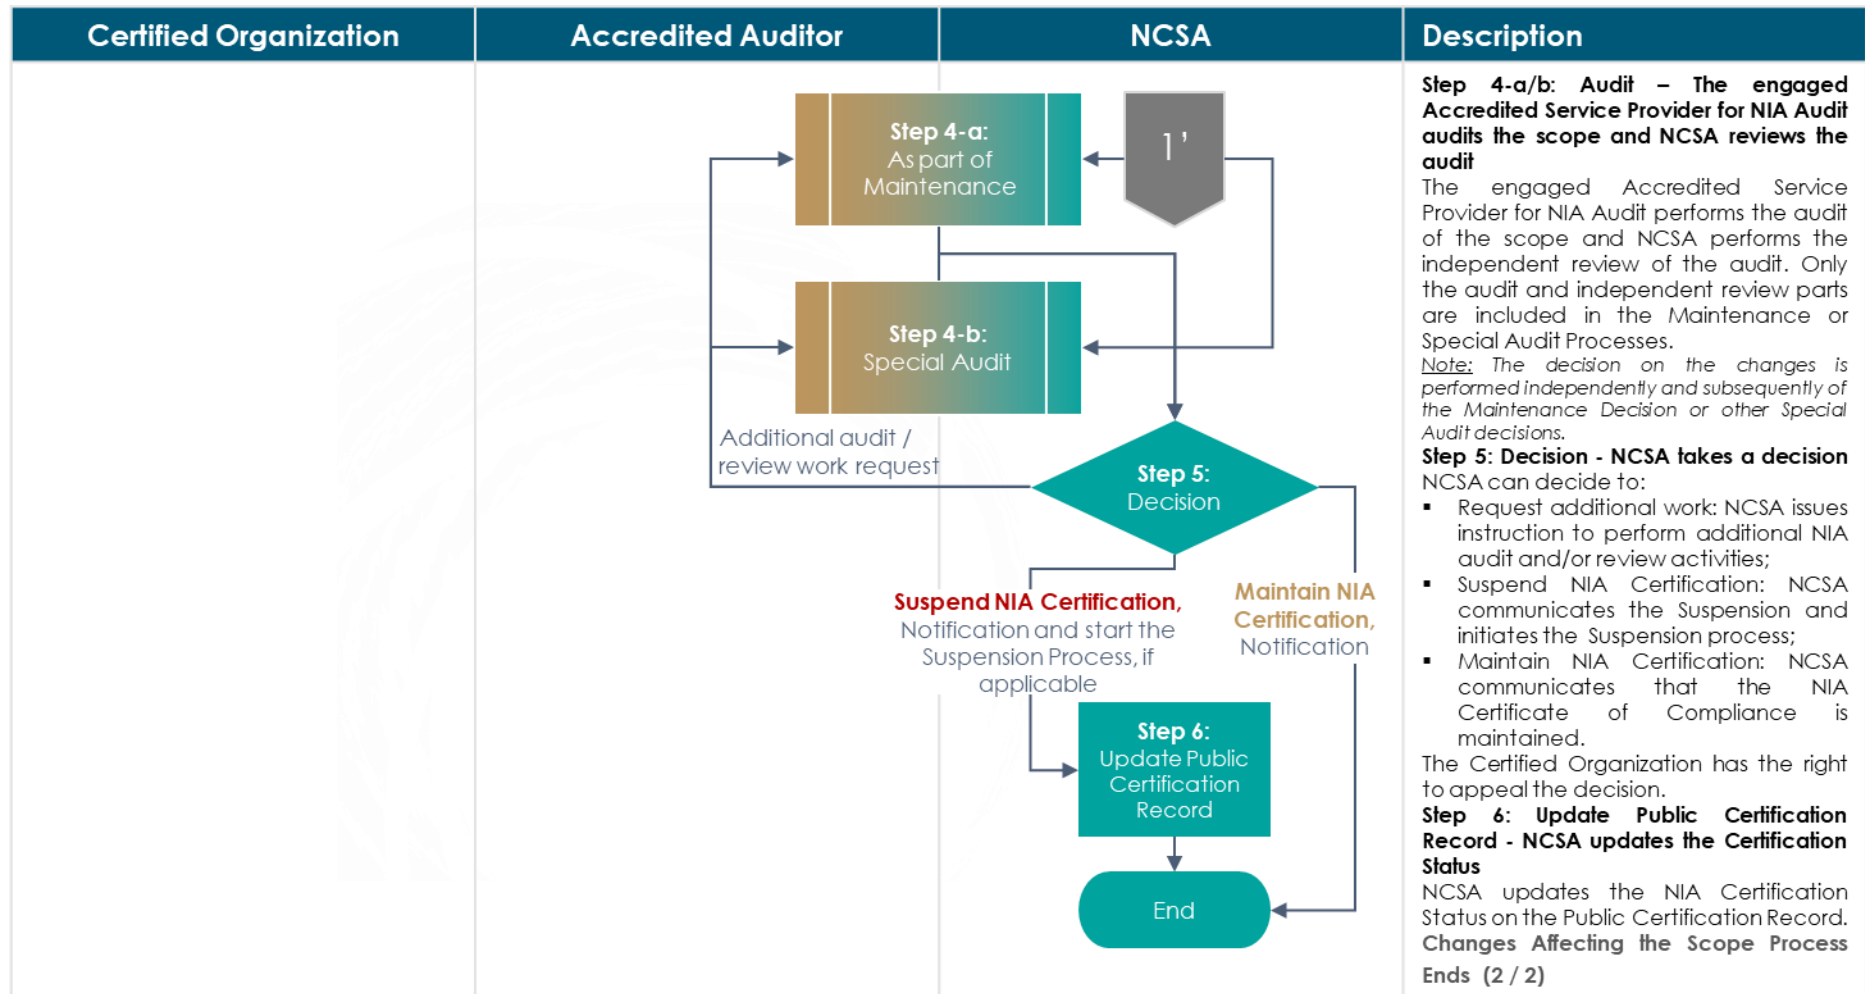 Certified Organization
Accredited Auditor
NCSA
Description
Step 4-a:
As part of
Maintenance
1’
Step 4-b:
Special Audit
Additional audit /
review work request
Step 5:
Decision
Suspend NIA Certification,
Notification and start the
Suspension Process, if
applicable
Maintain NIA
Certification,
Notification
Step 6:
Update Public
Certification
Record
End
Step 4-a/b: Audit – The engaged
Accredited Service Provider for NIA Audit
audits the scope and NCSA reviews the
audit
The engaged Accredited Service
Provider for NIA Audit performs the audit
of the scope and NCSA performs the
independent review of the audit. Only
the audit and independent review parts
are included in the Maintenance or
Special Audit Processes.
Note: The decision on the changes is
performed independently and subsequently of
the Maintenance Decision or other Special
Audit decisions.
Step 5: Decision - NCSA takes a decision
NCSA can decide to:
▪ Request additional work: NCSA issues
instruction to perform additional NIA
audit and/or review activities;
▪ Suspend NIA Certification: NCSA
communicates the Suspension and
initiates the Suspension process;
▪ Maintain NIA Certification: NCSA
communicates that the NIA
Certificate of Compliance is
maintained.
The Certified Organization has the right
to appeal the decision.
Step 6: Update Public Certification
Record - NCSA updates the Certification
Status
NCSA updates the NIA Certification
Status on the Public Certification Record.
Changes Affecting the Scope Process
Ends (2 / 2)